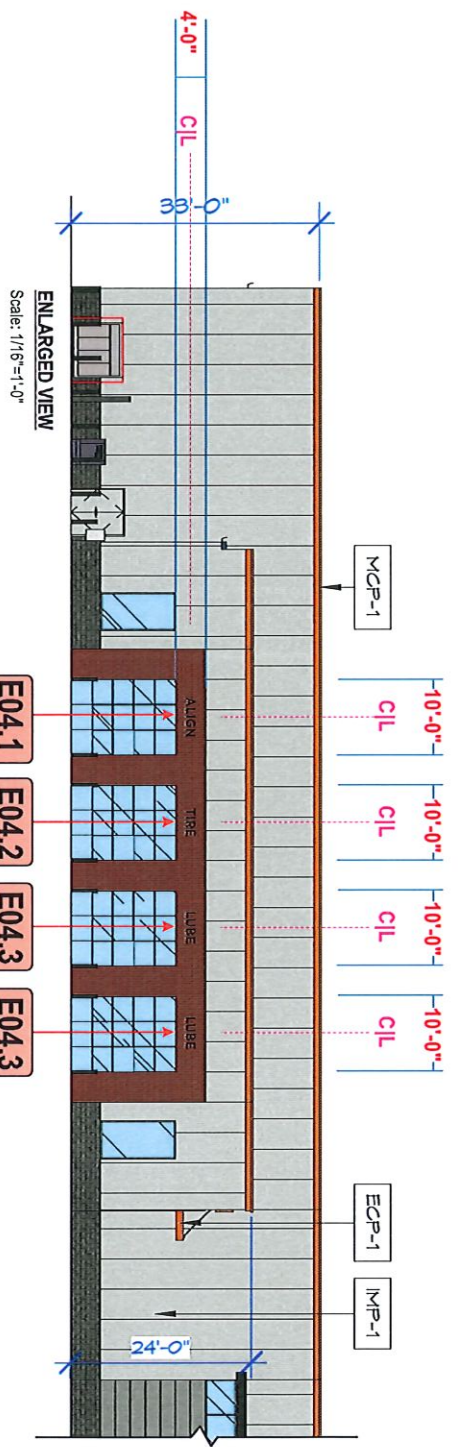 4'-0"
C|L
33'-0"
MCP-1
10'-0"
10'-0"
10'-0"
10'-0"
C|L
C|L
C|L
C|L
ALIGN
TIRE
LUBE
LUBE
ECP-1
IMP-1
24'-0"
ENLARGED VIEW
Scale: 1/16"=1'-0"
E04.1
E04.2
E04.3
E04.3